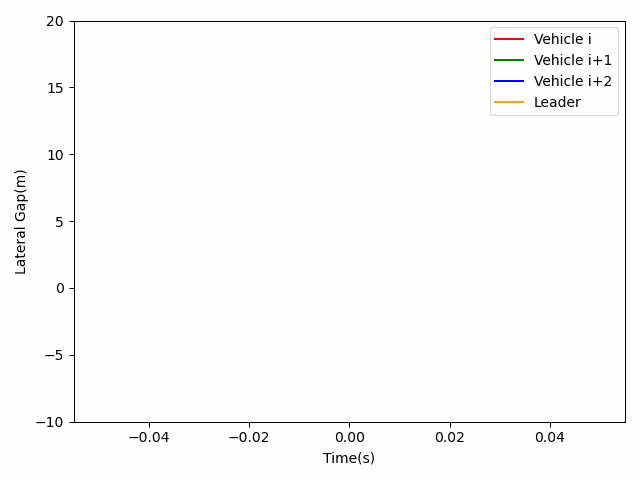 20
15
10
5
0
−5
−10
Lateral Gap(m)
Vehicle i
Vehicle i+1
Vehicle i+2
Leader
−0.04 −0.02 0.00 0.02 0.04
Time(s)